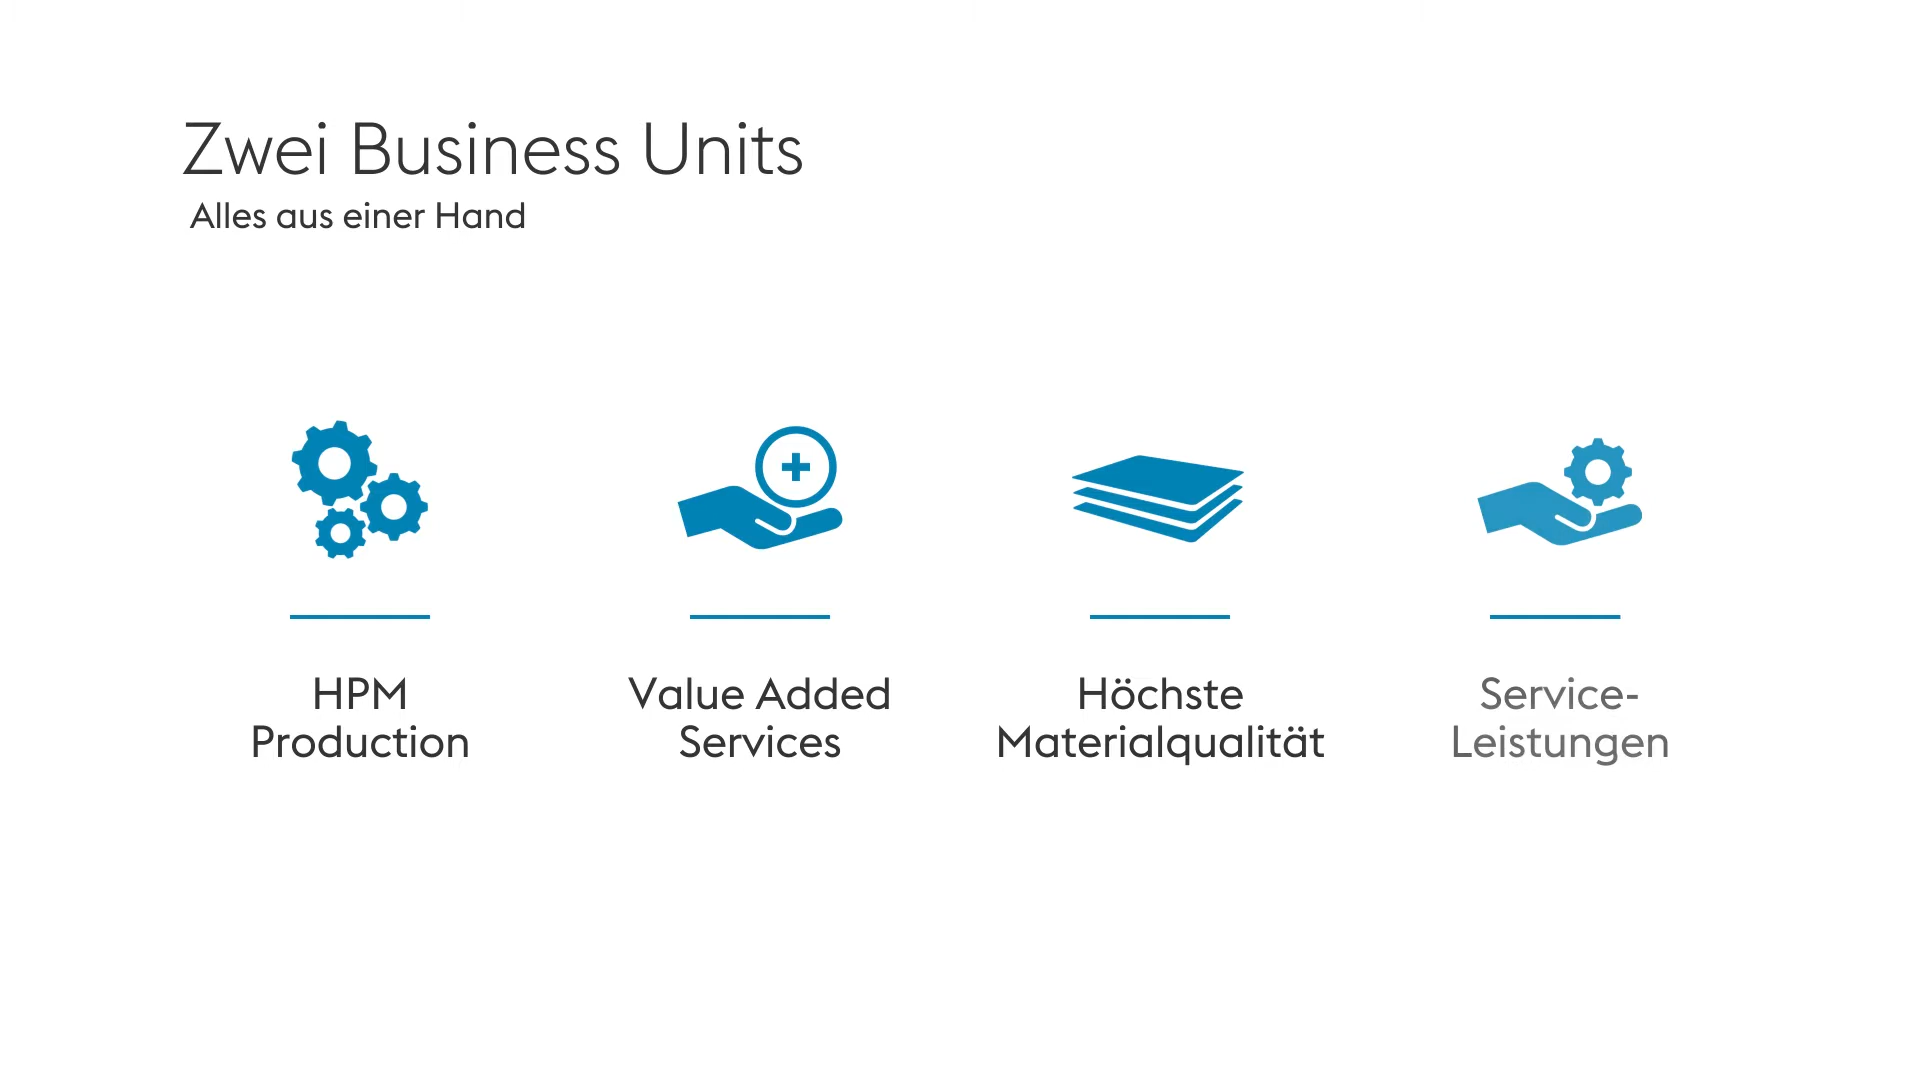 Zwei Business Units
Alles aus einer Hand
HPM
Production
Value Added
Services
Höchste
Materialqualität
Service-
Leistungen